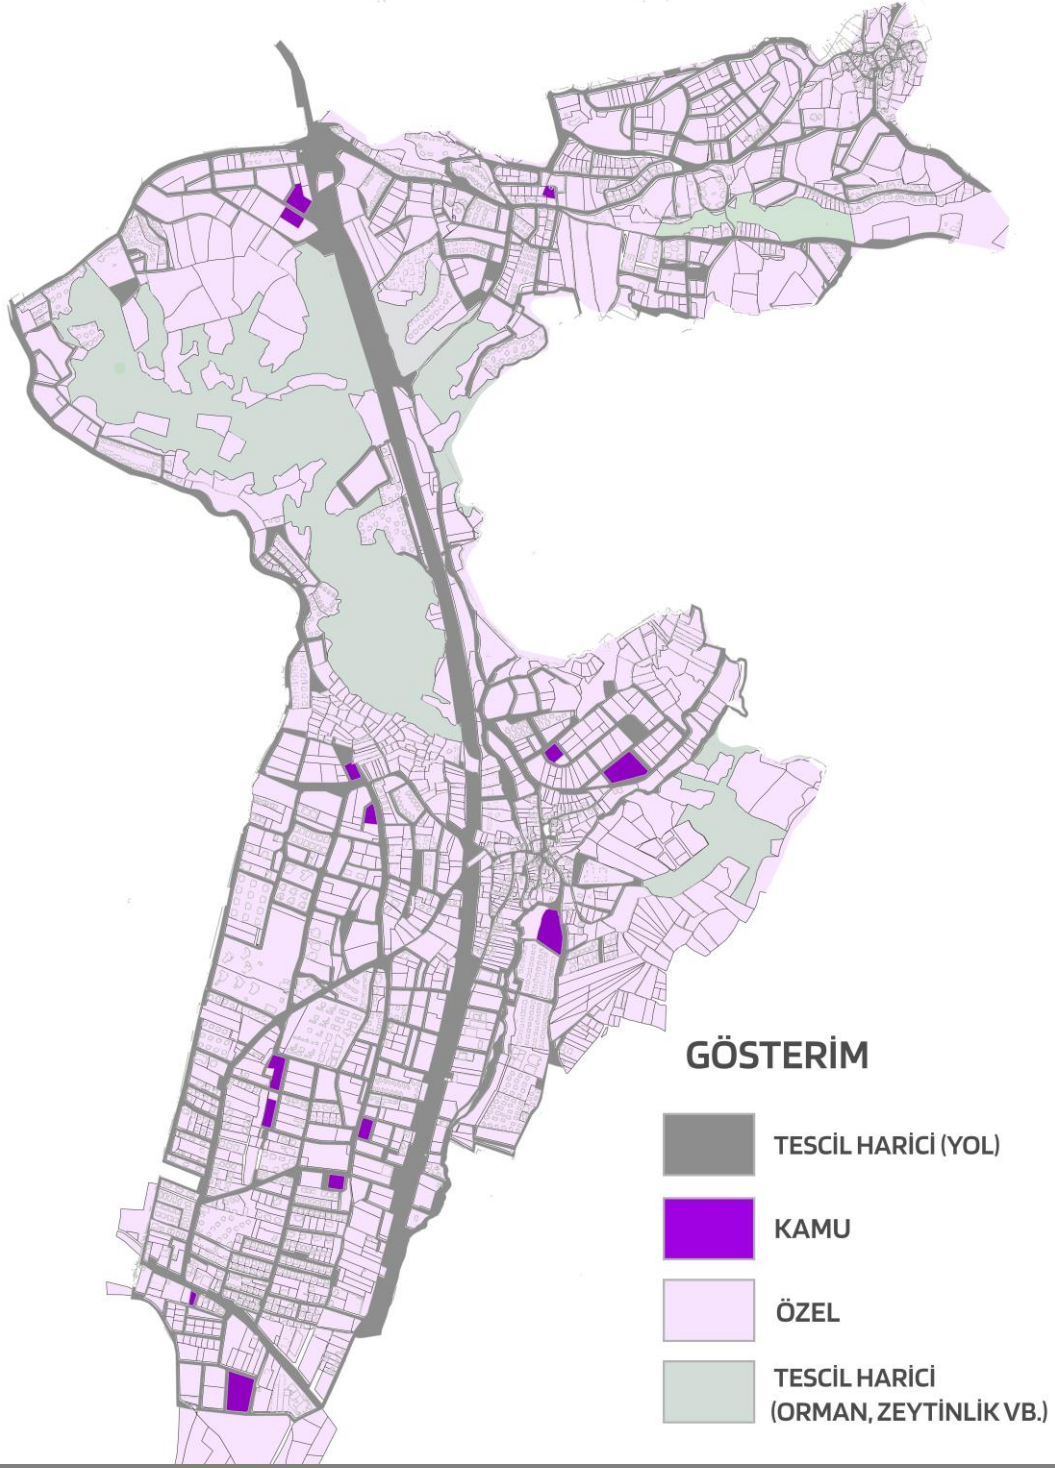 GÖSTERİM
TESCİL HARİCİ (YOL)
KAMU
ÖZEL
TESCİL HARİCİ
(ORMAN, ZEYTİNLİK VB.)